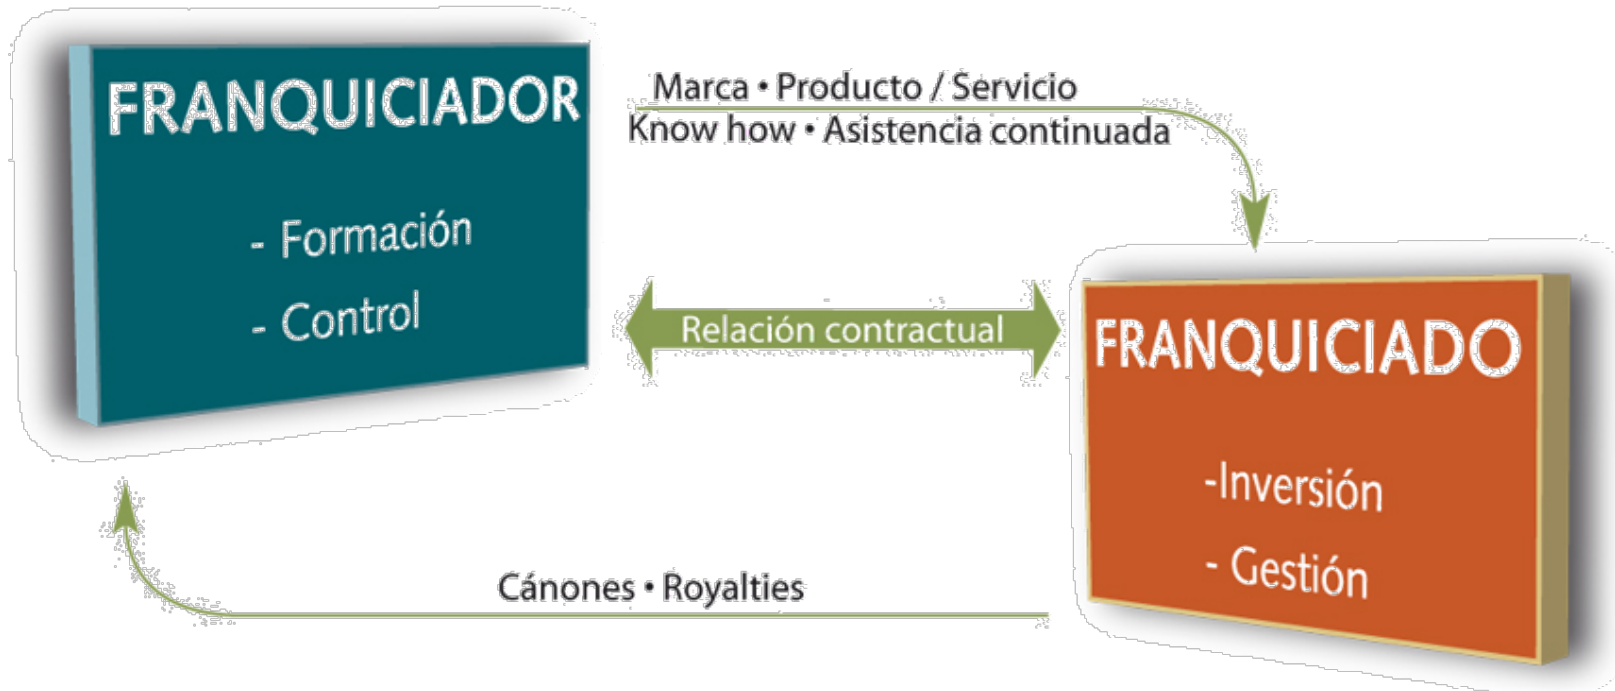 FRANQUICIADOR
- Formación
- Control
Marca • Producto / Servicio
Know how • Asistencia continuada
Relación contractual
FRANQUICIADO
-Inversión
- Gestión
Cánones • Royalties